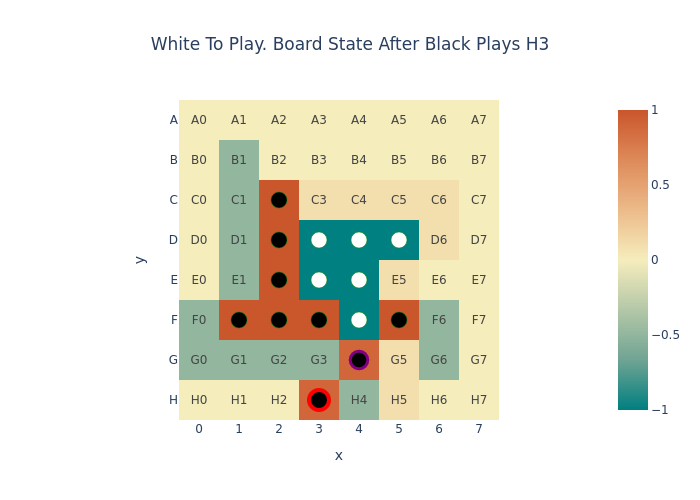 White To Play. Board State After Black Plays H3
A A0 A1 A2 A3 A4 A5 A6 A7
B B0 B1 B2 B3 B4 B5 B6 B7
C C0 C1 C3 C4 C5 C6 C7
D D0 D1 D6 D7
E E0 E1 E5 E6 E7
F F0 F6 F7
G G0 G1 G2 G3 G5 G6 G7
H H0 H1 H2 H4 H5 H6 H7
0 1 2 3 4 5 6 7
x
y
1
0.5
0
−0.5
−1